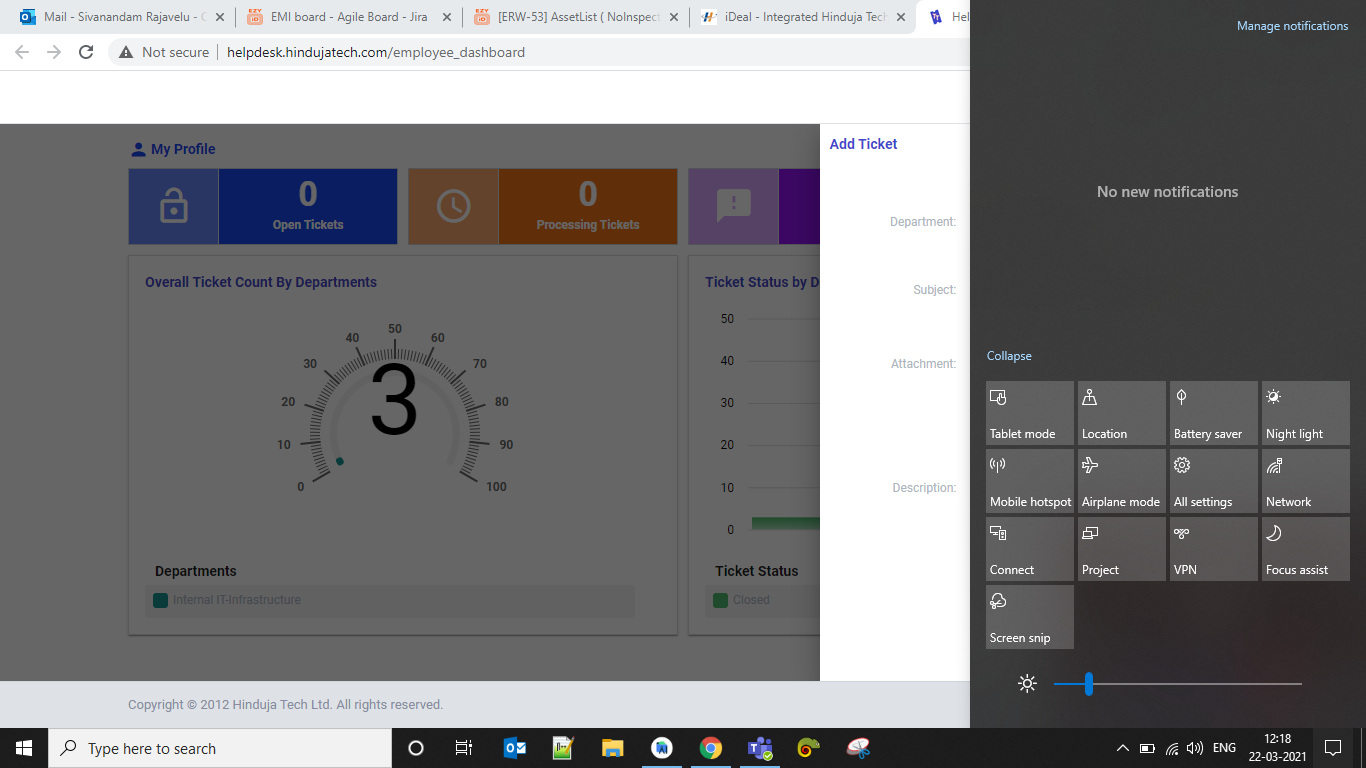 Mail - Sivanandam Rajavelu - O
EMI board - Agile Board - Jira
[ERW-53] AssetList ( NoInspect
iDeal - Integrated Hinduja Tech
Hel
Not secure
helpdesk.hindujatech.com/employee_dashboard
My Profile
0
Open Tickets
0
Processing Tickets
Overall Ticket Count By Departments
0
10
20
30
40
50
60
70
80
90
100
3
Departments
Internal IT-Infrastructure
Ticket Status by D
50
40
30
20
10
0
Ticket Status
Closed
Add Ticket
Department:
Subject:
Attachment:
Description:
Copyright © 2012 Hinduja Tech Ltd. All rights reserved.
Manage notifications
No new notifications
Collapse
Tablet mode
Location
Battery saver
Night light
Mobile hotspot
Airplane mode
All settings
Network
Connect
Project
VPN
Focus assist
Screen snip
Type here to search
ENG
12:18
22-03-2021